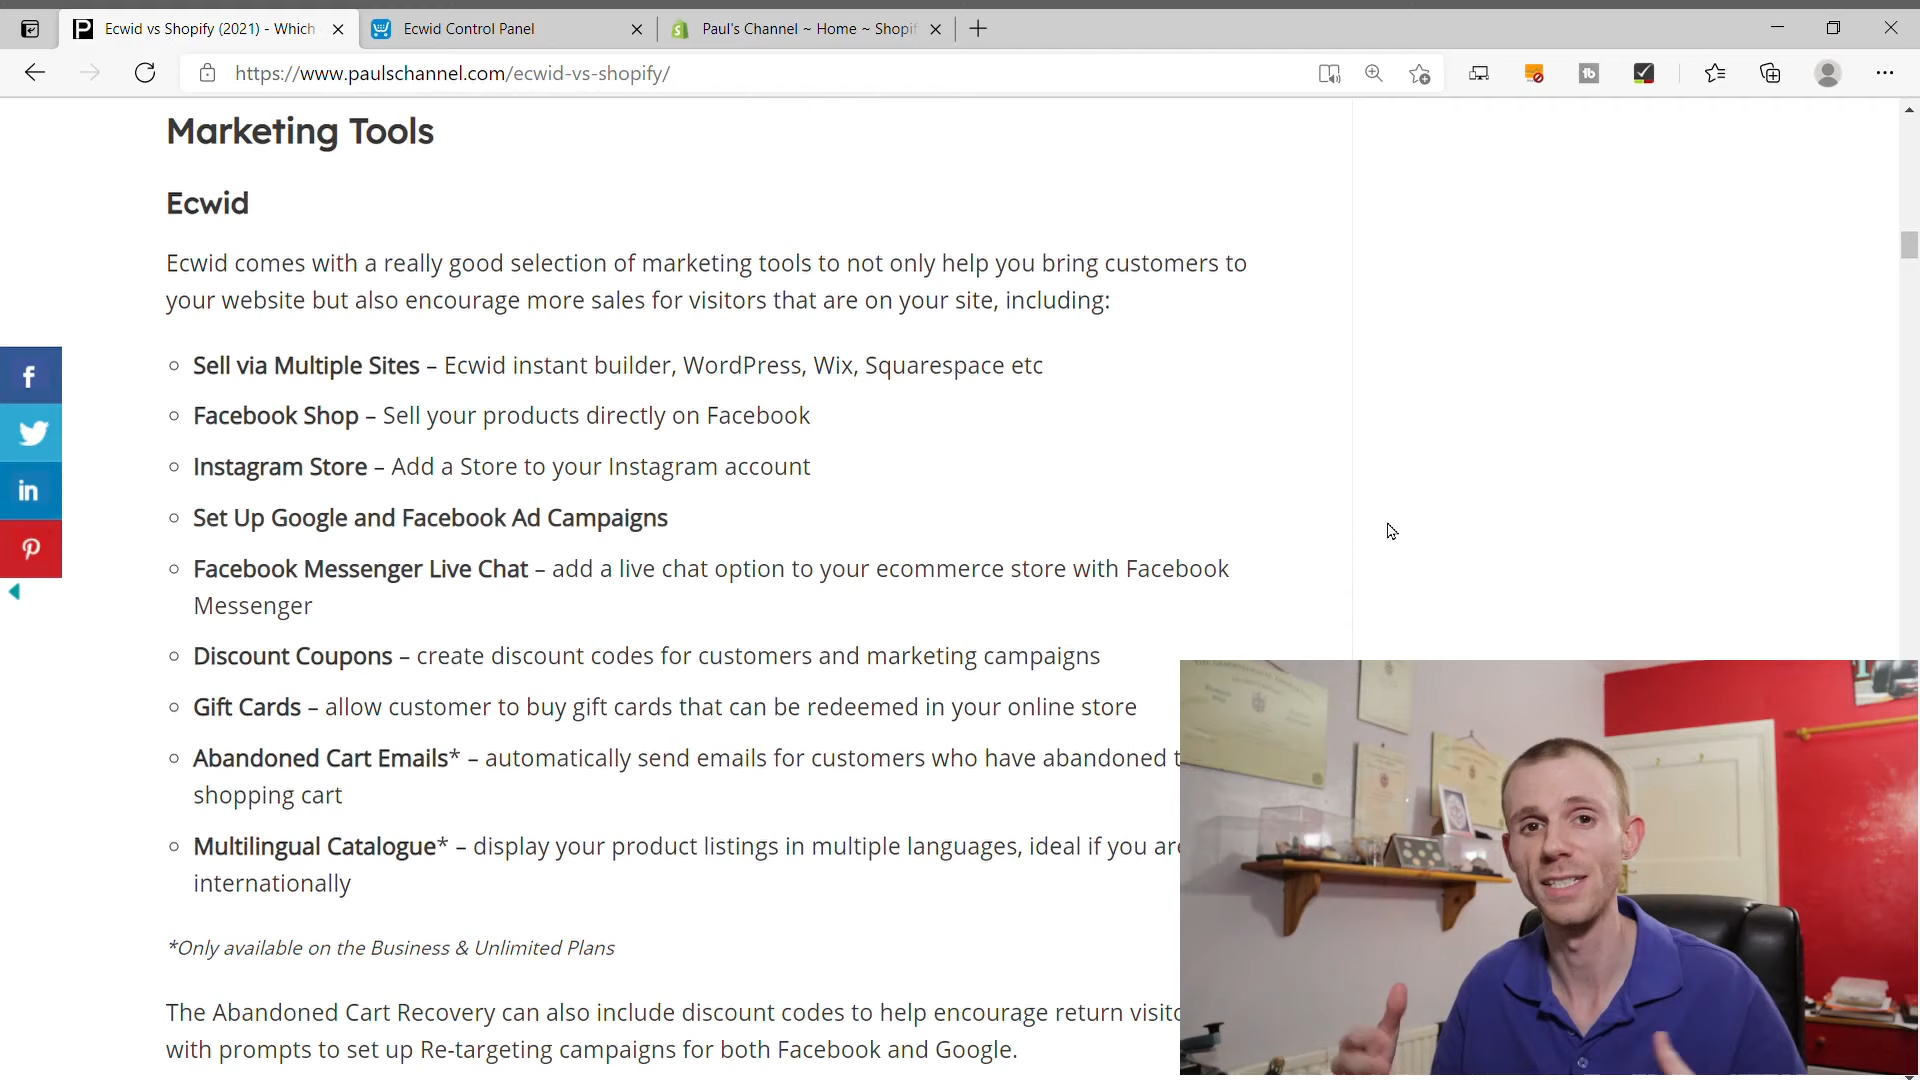 Ecwid vs Shopify (2021) - Which
Ecwid Control Panel
Paul's Channel ~ Home ~ Shopif
https://www.paulschannel.com/ecwid-vs-shopify/
Marketing Tools
Ecwid
Ecwid comes with a really good selection of marketing tools to not only help you bring customers to
your website but also encourage more sales for visitors that are on your site, including:
Sell via Multiple Sites – Ecwid instant builder, WordPress, Wix, Squarespace etc
Facebook Shop – Sell your products directly on Facebook
Instagram Store – Add a Store to your Instagram account
Set Up Google and Facebook Ad Campaigns
Facebook Messenger Live Chat – add a live chat option to your ecommerce store with Facebook
Messenger
Discount Coupons – create discount codes for customers and marketing campaigns
Gift Cards – allow customer to buy gift cards that can be redeemed in your online store
Abandoned Cart Emails* – automatically send emails for customers who have abandoned t
shopping cart
Multilingual Catalogue* – display your product listings in multiple languages, ideal if you are
internationally
*Only available on the Business & Unlimited Plans
The Abandoned Cart Recovery can also include discount codes to help encourage return visito
with prompts to set up Re-targeting campaigns for both Facebook and Google.